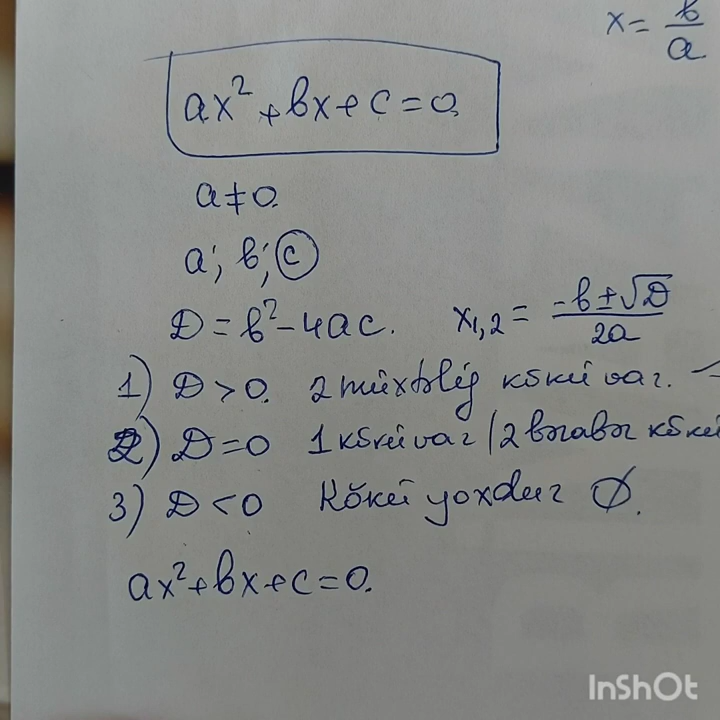 x = b/a
ax² + bx + c = 0.
a ≠ 0.
a; b; c
D = b² - 4ac. x₁,₂ = (-b ± √D)/2a
1) D > 0. 2 müxtəlif kökü var.
2) D = 0 1 kökü var / 2 bərabər kökü
3) D < 0 Kökü yoxdur ∅.
ax² + bx + c = 0.
InShOt